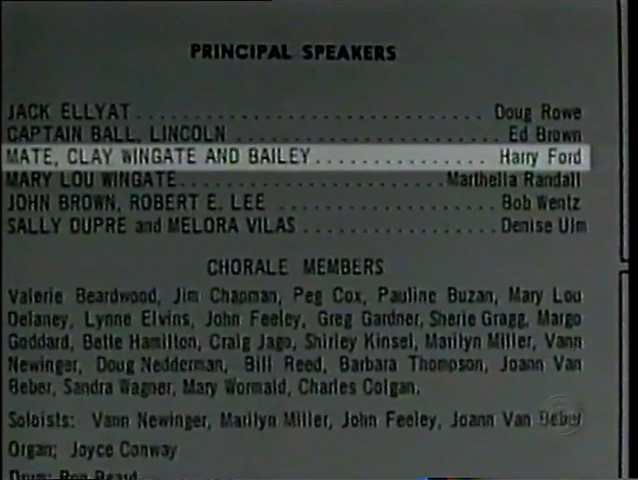 PRINCIPAL SPEAKERS
JACK ELLYAT . . . . . . . . . . . . . . . . . . . . . . . . . . . . Doug Rowe
CAPTAIN BALL, LINCOLN . . . . . . . . . . . . . . . . . . . . Ed Brown
MATE, CLAY WINGATE AND BAILEY . . . . . . . . . . . . . . Harry Ford
MARY LOU WINGATE . . . . . . . . . . . . . . . . . . . . Marthella Randall
JOHN BROWN, ROBERT E. LEE . . . . . . . . . . . . . . . . . Bob Wentz
SALLY DUPRE and MELORA VILAS . . . . . . . . . . . . . . . Denise Ulm
CHORALE MEMBERS
Valerie Beardwood, Jim Chapman, Peg Cox, Pauline Buzan, Mary Lou
Delaney, Lynne Elvins, John Feeley, Greg Gardner, Sherie Gragg, Margo
Goddard, Bette Hamilton, Craig Jago, Shirley Kinsel, Marilyn Miller, Vann
Newinger, Doug Nedderman, Bill Reed, Barbara Thompson, Joann Van
Beber, Sandra Wagner, Mary Wormald, Charles Colgan.
Soloists: Vann Newinger, Marilyn Miller, John Feeley, Joann Van Beber
Organ; Joyce Conway
Drum: Ron Beard